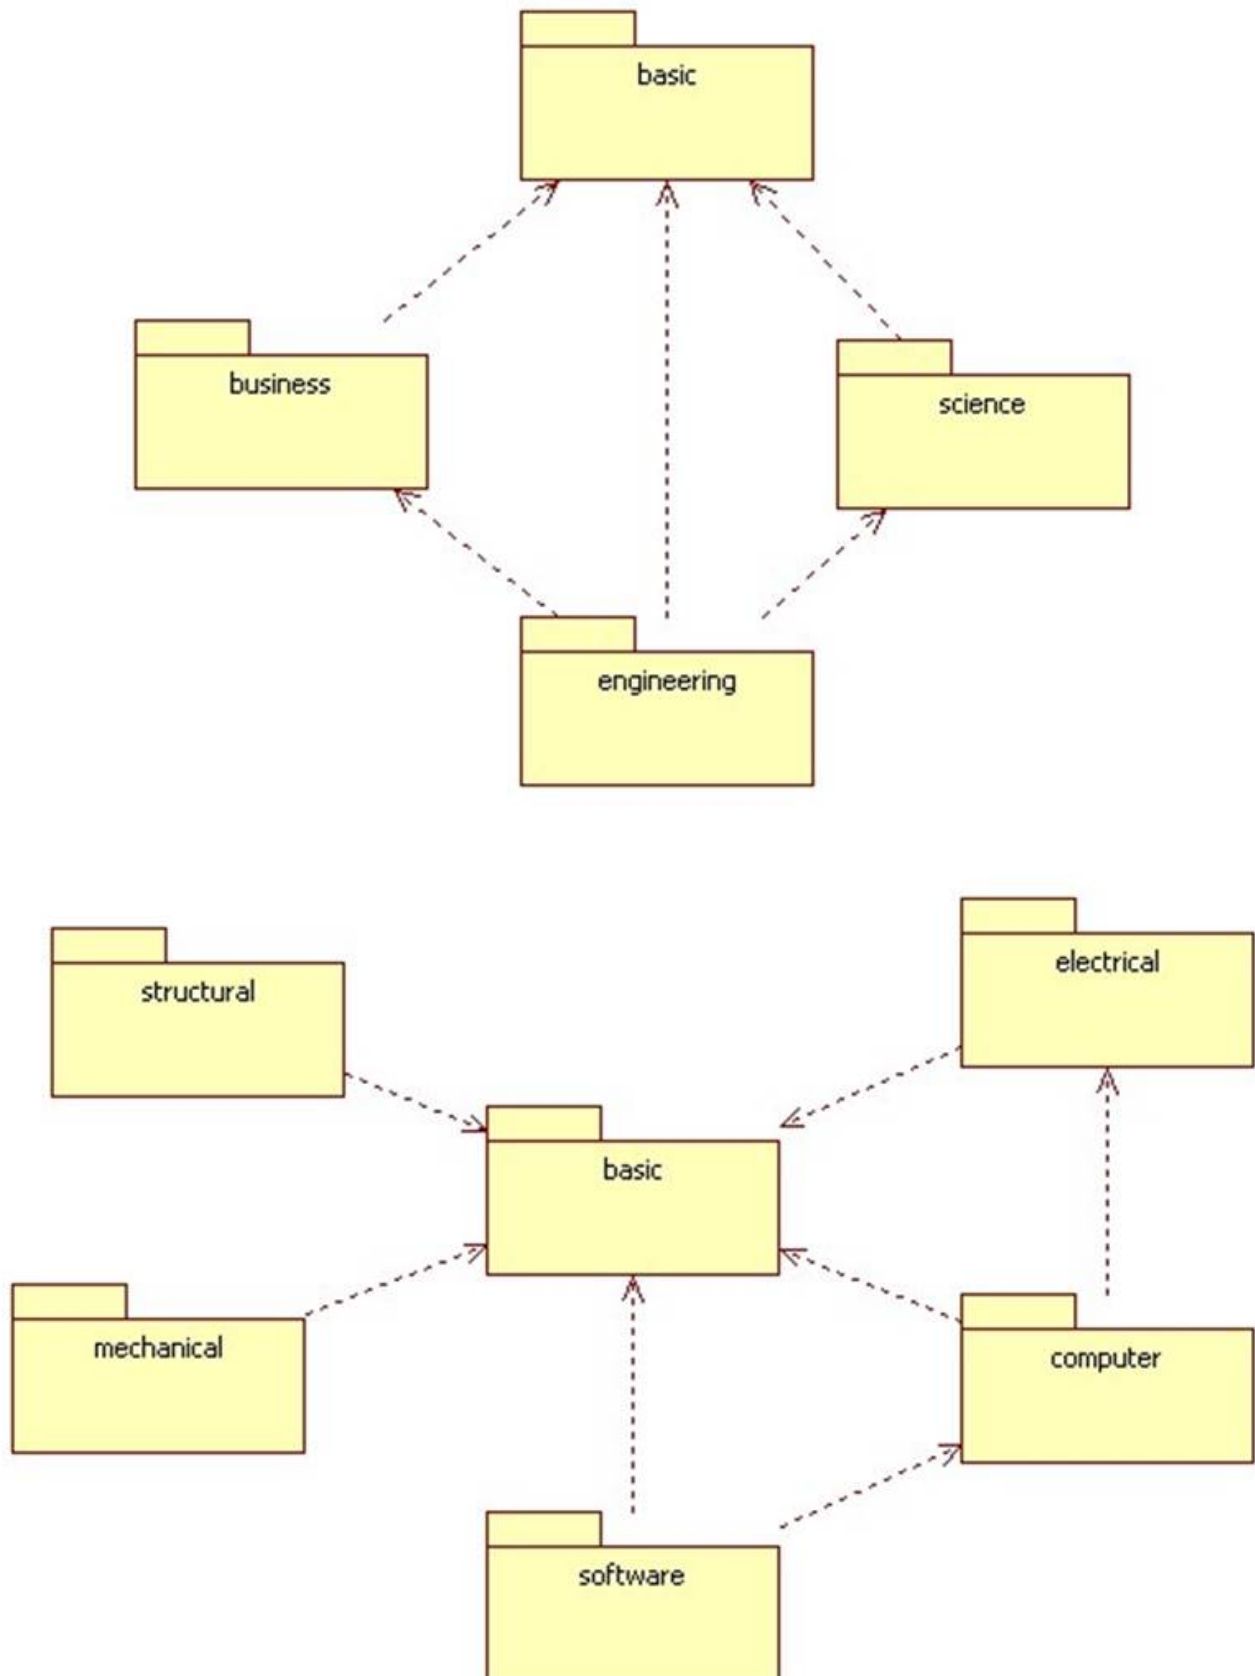 basic
business
science
engineering
structural
electrical
basic
mechanical
computer
software